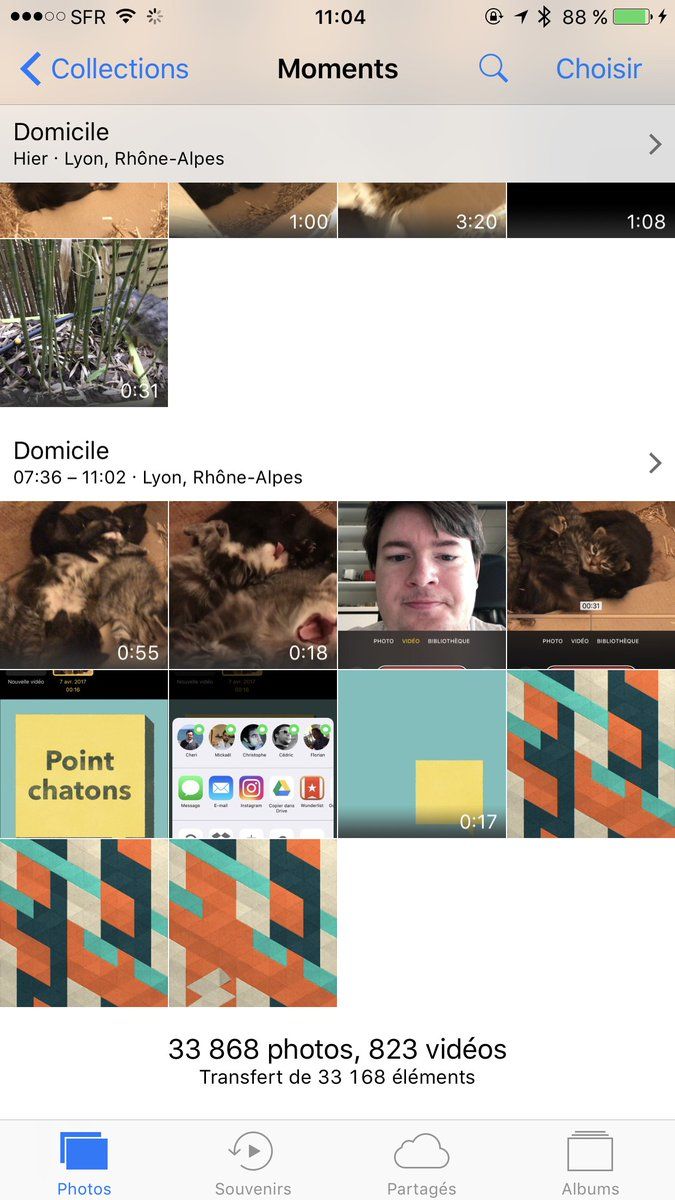 SFR 11:04 88 %
Collections Moments Choisir
Domicile
Hier · Lyon, Rhône-Alpes
1:00 3:20 1:08
0:31
Domicile
07:36 – 11:02 · Lyon, Rhône-Alpes
00:31
PHOTO VIDÉO BIBLIOTHÈQUE PHOTO VIDÉO BIBLIOTHÈQUE
0:55 0:18
Nouvelle vidéo 7 avr. 2017
00:16
Point
chatons
Cheri Mickaël Christophe Cédric Florian
Message E-mail Instagram Copier dans Drive Wunderlist
0:17
33 868 photos, 823 vidéos
Transfert de 33 168 éléments
Photos Souvenirs Partagés Albums